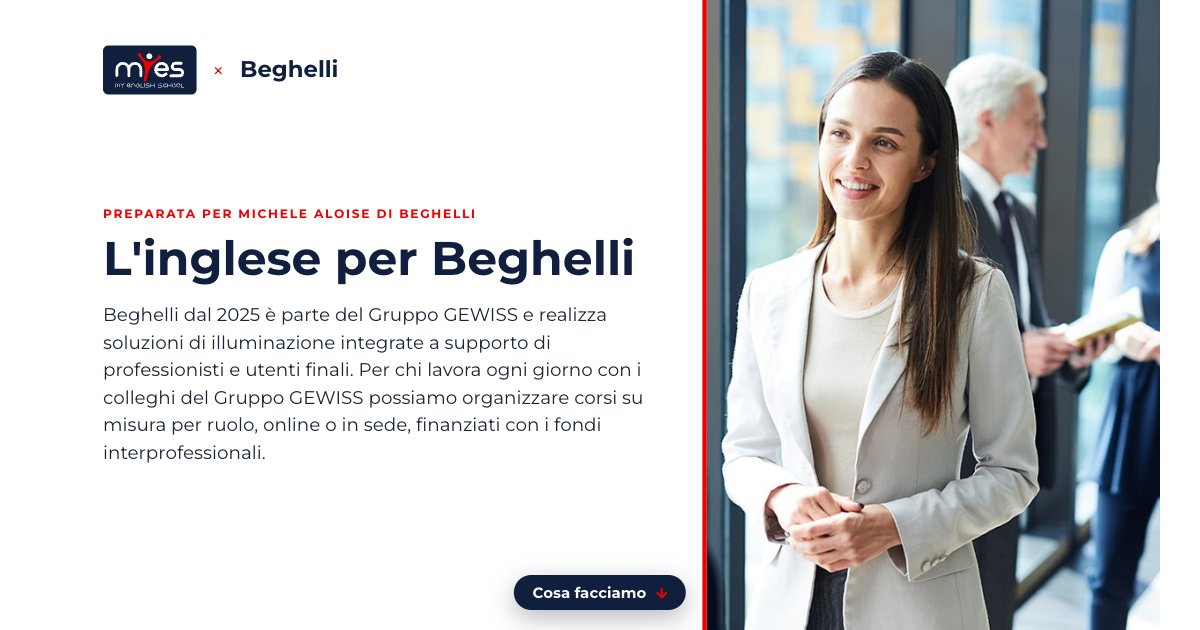 myes
MY ENGLISH SCHOOL
× Beghelli
PREPARATA PER MICHELE ALOISE DI BEGHELLI
L'inglese per Beghelli
Beghelli dal 2025 è parte del Gruppo GEWISS e realizza
soluzioni di illuminazione integrate a supporto di
professionisti e utenti finali. Per chi lavora ogni giorno con i
colleghi del Gruppo GEWISS possiamo organizzare corsi su
misura per ruolo, online o in sede, finanziati con i fondi
interprofessionali.
Cosa facciamo ↓